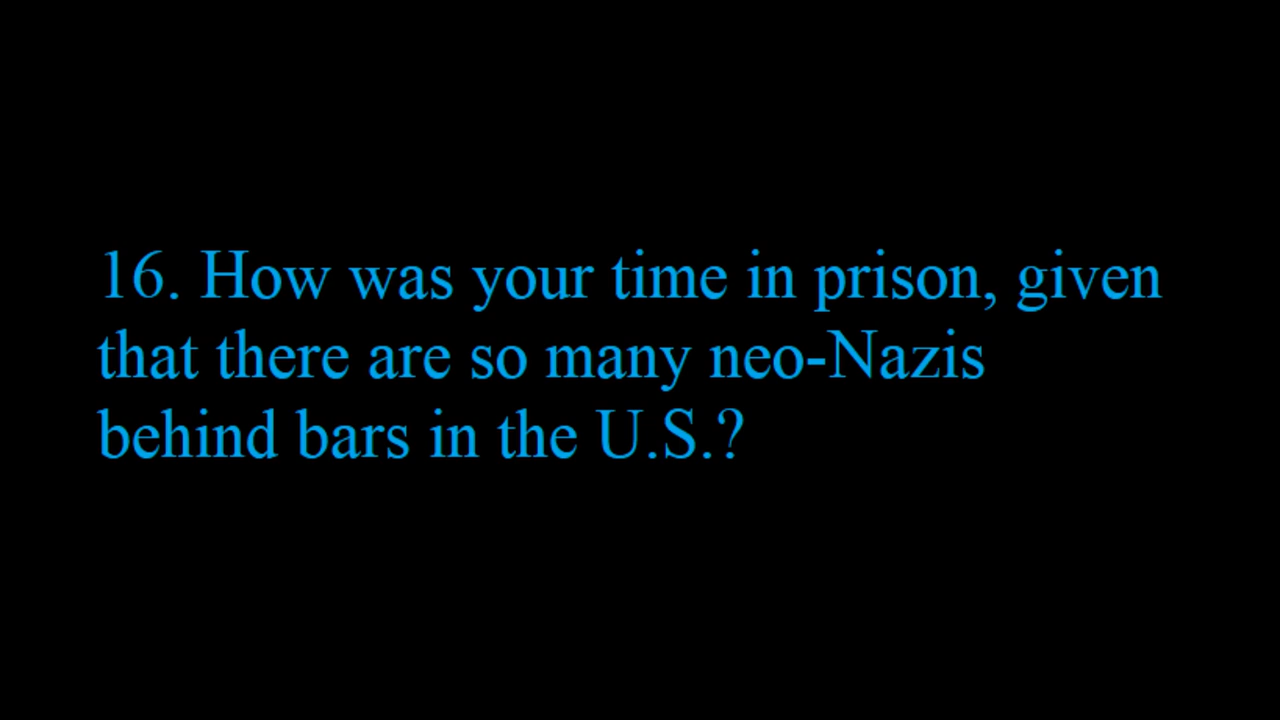 16. How was your time in prison, given
that there are so many neo-Nazis
behind bars in the U.S.?